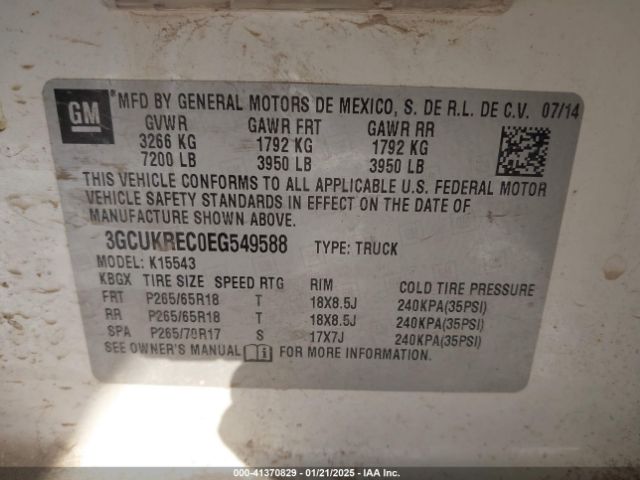 GM
*MFD BY GENERAL MOTORS DE MEXICO, S. DE R.L. DE C.V. 07/14
GVWR GAWR FRT GAWR RR
3266 KG 1792 KG 1792 KG
7200 LB 3950 LB 3950 LB
THIS VEHICLE CONFORMS TO ALL APPLICABLE U.S. FEDERAL MOTOR
VEHICLE SAFETY STANDARDS IN EFFECT ON THE DATE OF
MANUFACTURE SHOWN ABOVE.
3GCUKREC0EG549588 TYPE: TRUCK
MODEL: K15543
KBGX TIRE SIZE SPEED RTG RIM COLD TIRE PRESSURE
FRT P265/65R18 T 18X8.5J 240KPA(35PSI)
RR P265/65R18 T 18X8.5J 240KPA(35PSI)
SPA P265/70R17 S 17X7J 240KPA(35PSI)
SEE OWNER'S MANUAL FOR MORE INFORMATION.
000-41370829 - 01/21/2025 - IAA Inc.